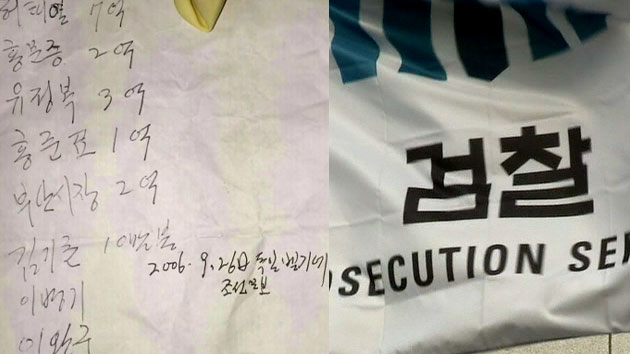 허태열 7억
홍문종 2억
유정복 3억
홍준표 1억
부산시장 2억
김기춘 10만불
2006. 9.26日 독일 벨기에
조선일보
이병기
이완구
검찰
OSECUTION SER